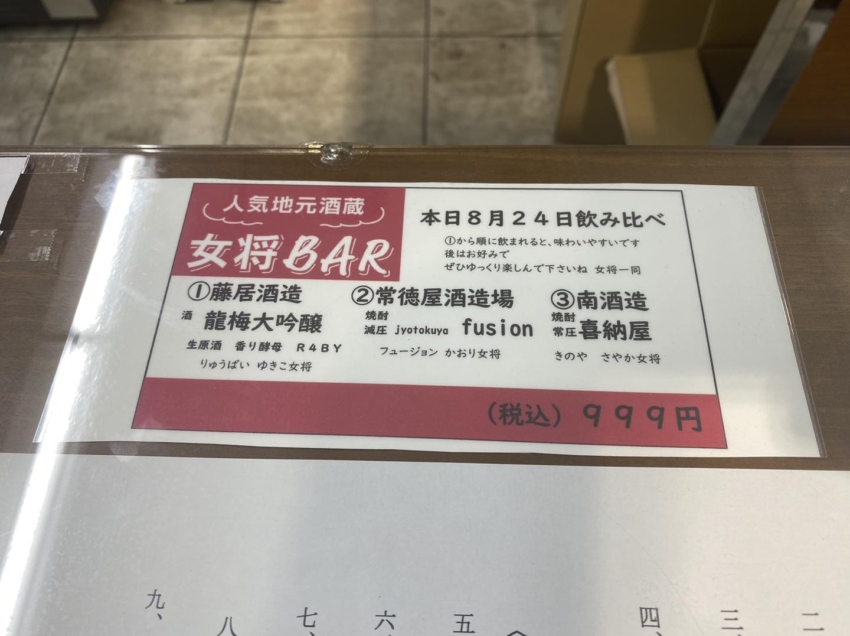 人気地元酒蔵
女将BAR
本日8月24日飲み比べ
①から順に飲まれると、味わいやすいです
後はお好みで
ぜひゆっくり楽しんで下さいね 女将一同
①藤居酒造
酒 龍梅大吟醸
生原酒 香り酵母 R4BY
りゅうばい ゆきこ女将
②常徳屋酒造場
焼酎
減圧 jyotokuya fusion
フュージョン かおり女将
③南酒造
焼酎
常圧 喜納屋
きのや さやか女将
(税込) 999円
二
三、
四、
五
六、
七、
八
九、